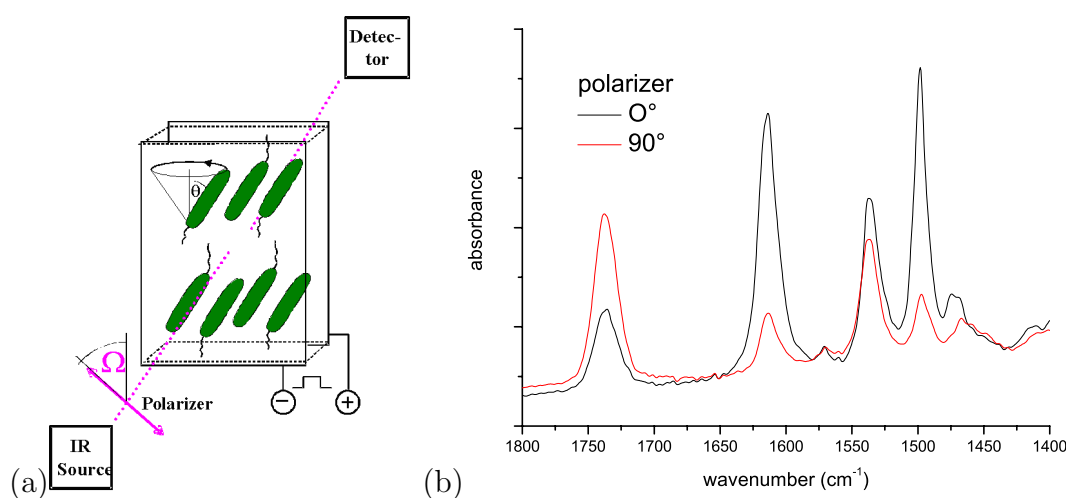 Detec-
tor
θ
Ω
Polarizer
− +
IR
Source
(a)
polarizer
O°
90°
absorbance
1800 1750 1700 1650 1600 1550 1500 1450 1400
wavenumber (cm⁻¹)
(b)